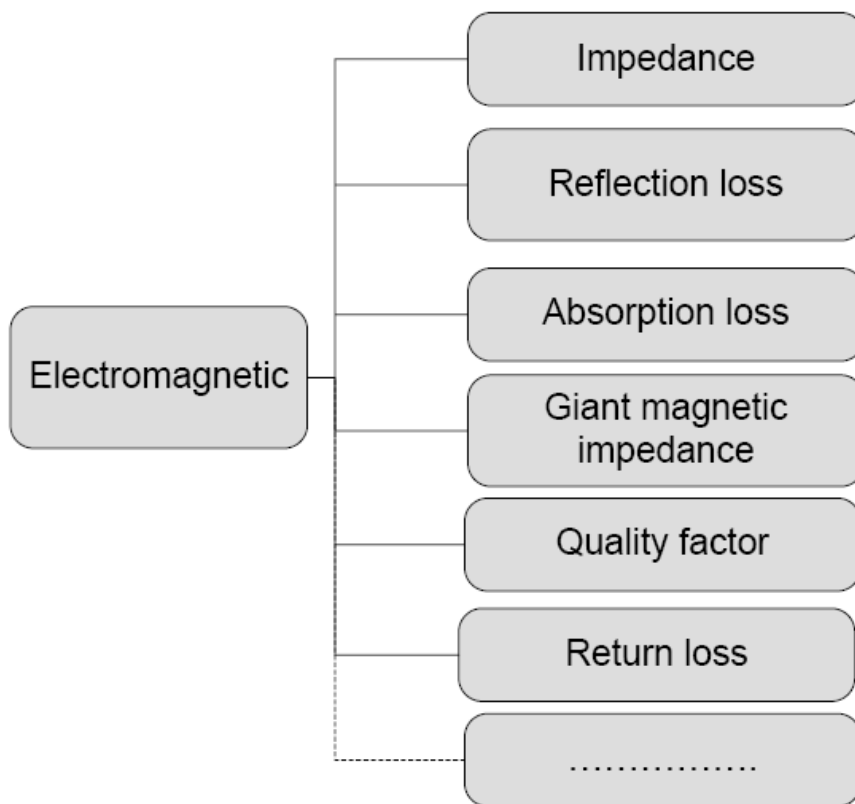 Impedance
Reflection loss
Absorption loss
Electromagnetic
Giant magnetic
impedance
Quality factor
Return loss
................